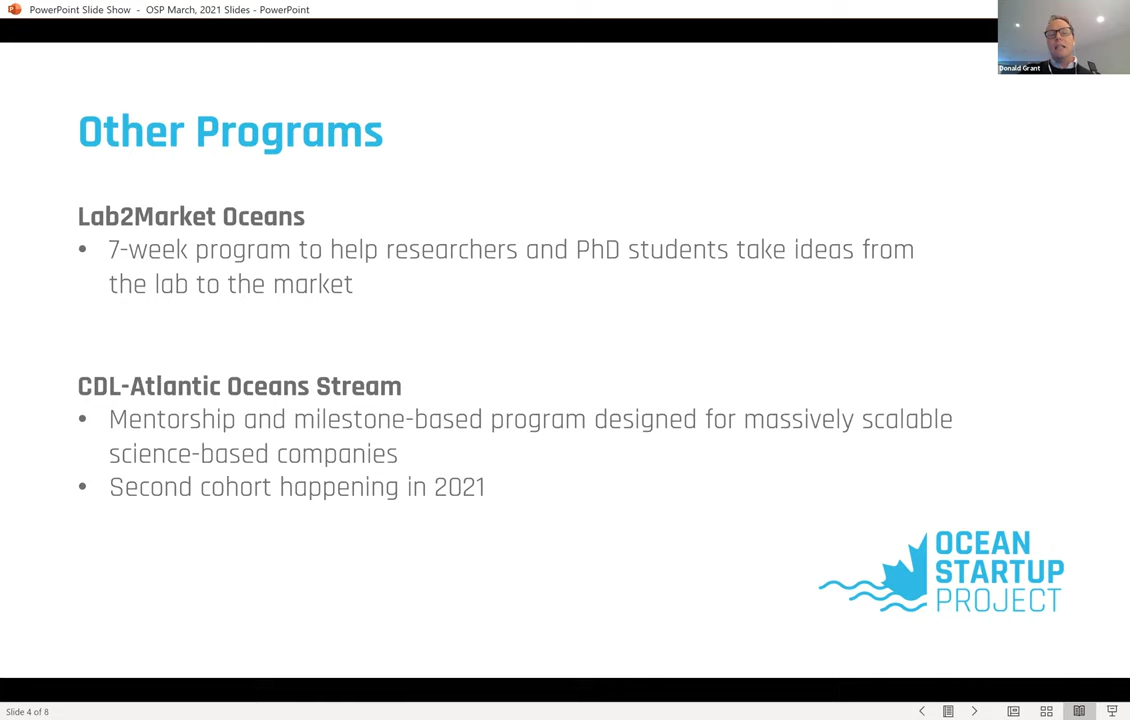 PowerPoint Slide Show - OSP March, 2021 Slides - PowerPoint
Donald Grant
Other Programs
Lab2Market Oceans
• 7-week program to help researchers and PhD students take ideas from
the lab to the market
CDL-Atlantic Oceans Stream
• Mentorship and milestone-based program designed for massively scalable
science-based companies
• Second cohort happening in 2021
OCEAN
STARTUP
PROJECT
Slide 4 of 8